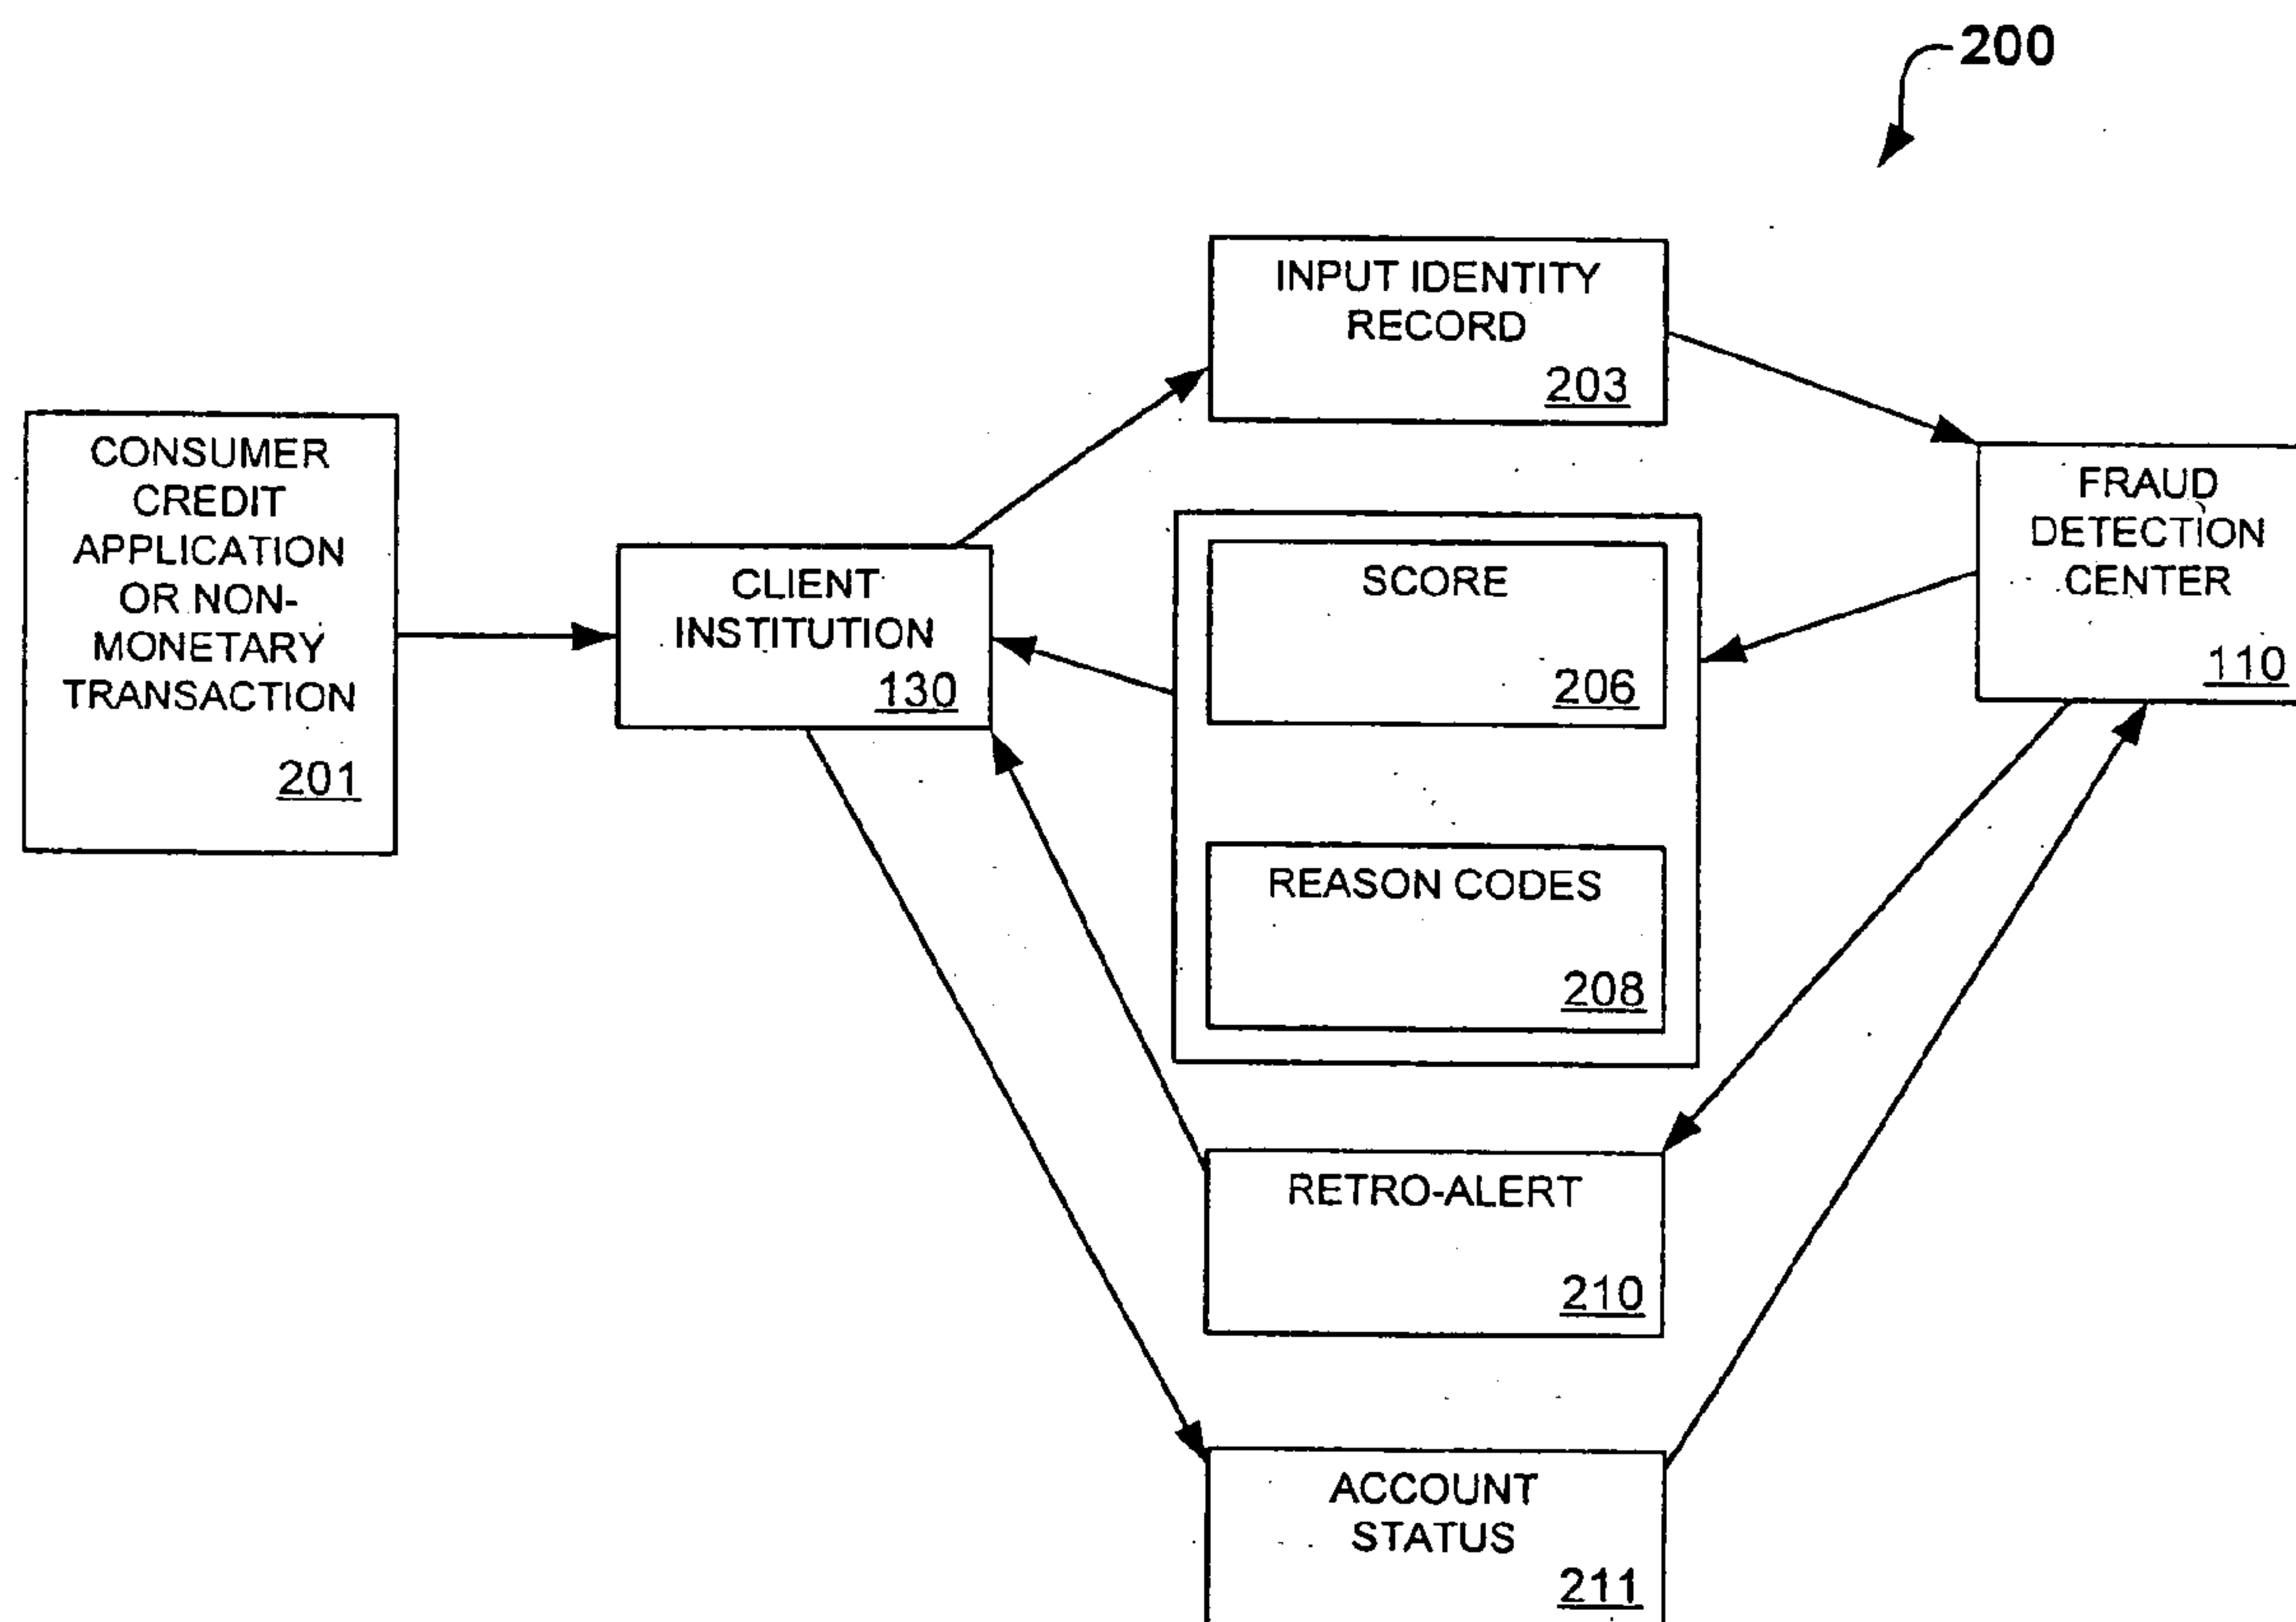 200
INPUT IDENTITY
RECORD
203
CONSUMER
CREDIT
APPLICATION
OR NON-
MONETARY
TRANSACTION
201
CLIENT
INSTITUTION
130
SCORE
206
REASON CODES
208
FRAUD
DETECTION
CENTER
110
RETRO-ALERT
210
ACCOUNT
STATUS
211